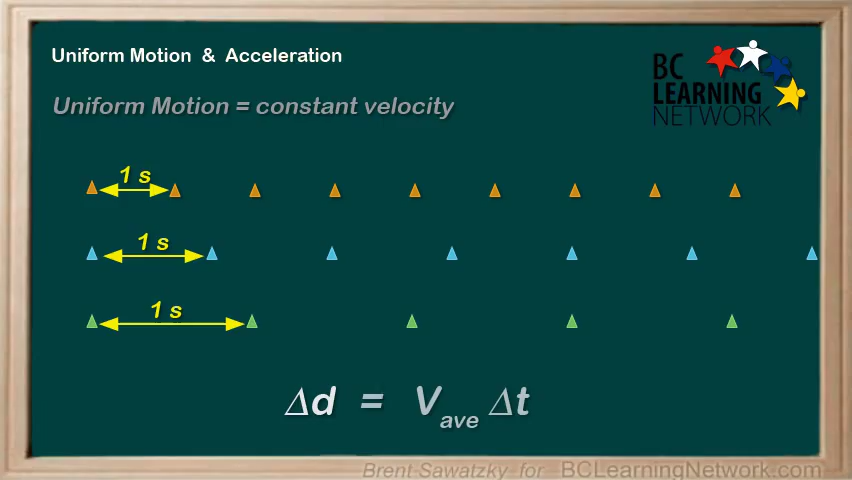 Uniform Motion & Acceleration
BC
LEARNING
NETWORK
Uniform Motion = constant velocity
1 s
1 s
1 s
Δd = Vave Δt
Brent Sawatzky for BCLearningNetwork.com